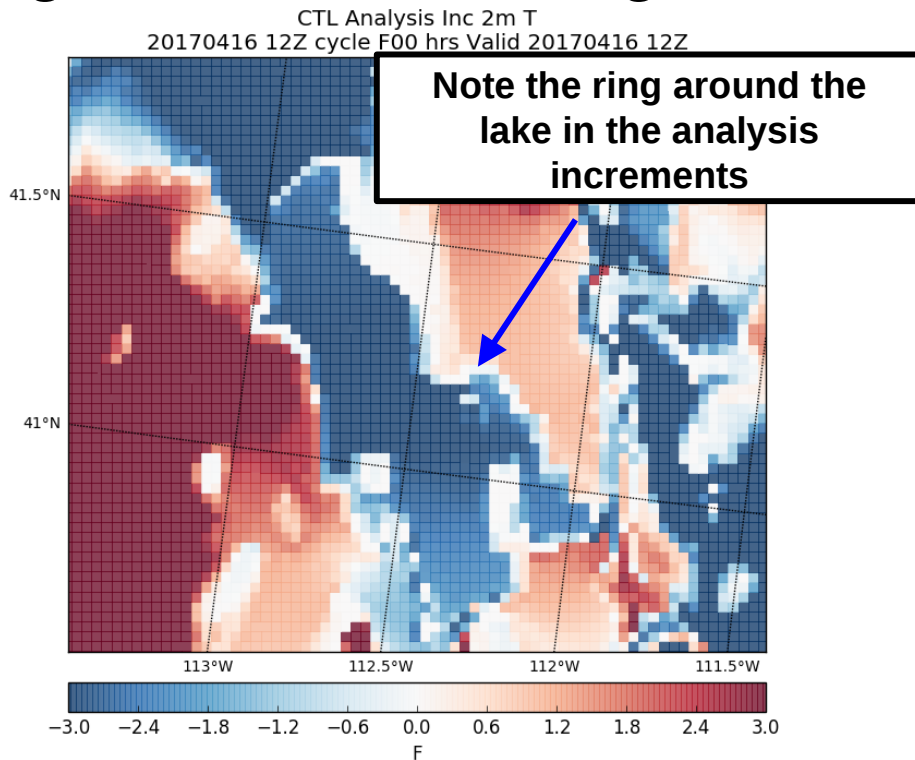 CTL Analysis Inc 2m T
20170416 12Z cycle F00 hrs Valid 20170416 12Z
Note the ring around the
lake in the analysis
increments
41.5°N
41°N
113°W 112.5°W 112°W 111.5°W
−3.0 −2.4 −1.8 −1.2 −0.6 0.0 0.6 1.2 1.8 2.4 3.0
F